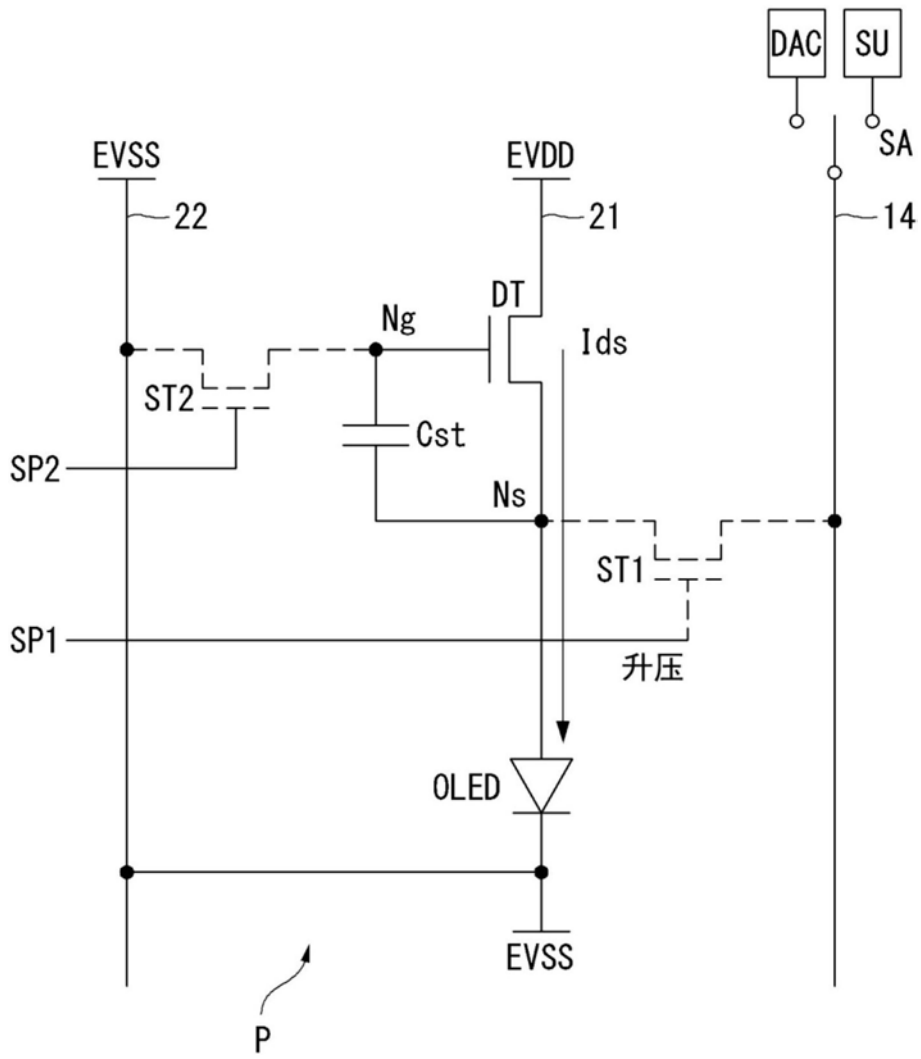 DAC SU
SA
EVSS EVDD
22 21 14
DT
Ng Ids
ST2
Cst
SP2
Ns
ST1
SP1
升压
OLED
EVSS
P